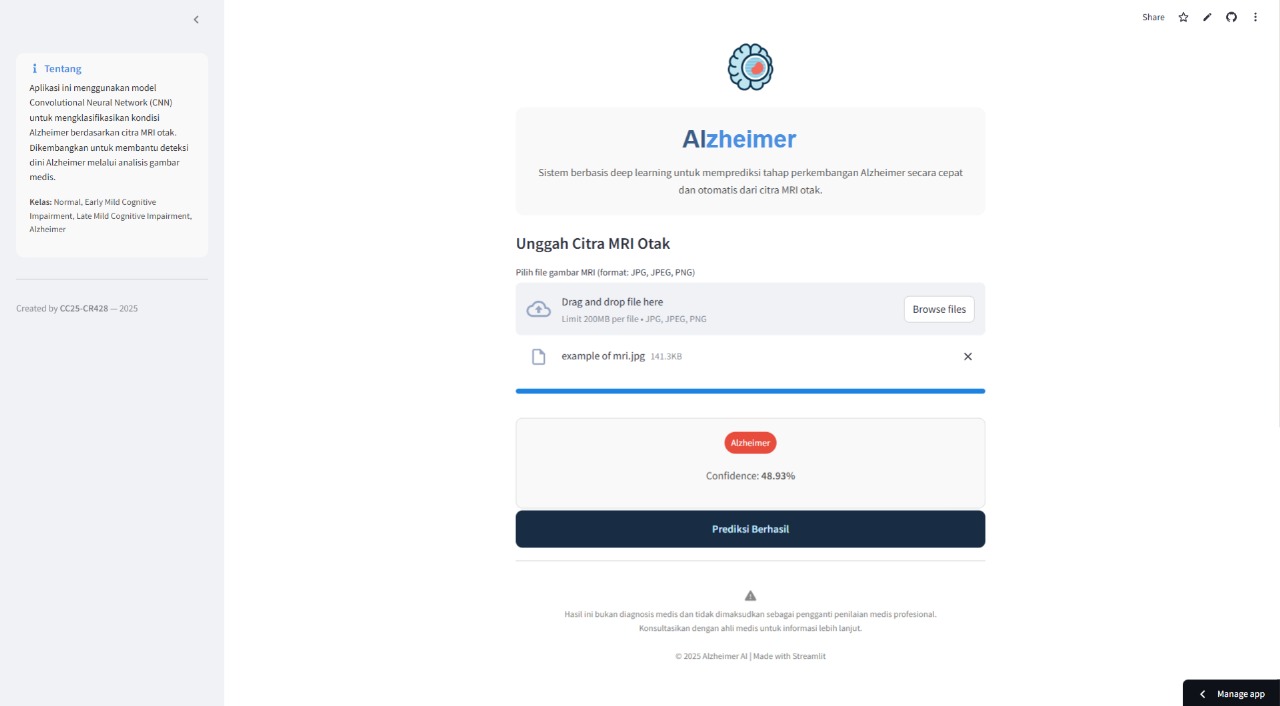 Share
Tentang
Aplikasi ini menggunakan model
Convolutional Neural Network (CNN)
untuk mengklasifikasikan kondisi
Alzheimer berdasarkan citra MRI otak.
Dikembangkan untuk membantu deteksi
dini Alzheimer melalui analisis gambar
medis.
Kelas: Normal, Early Mild Cognitive
Impairment, Late Mild Cognitive Impairment,
Alzheimer
Created by CC25-CR428 — 2025
Alzheimer
Sistem berbasis deep learning untuk memprediksi tahap perkembangan Alzheimer secara cepat
dan otomatis dari citra MRI otak.
Unggah Citra MRI Otak
Pilih file gambar MRI (format: JPG, JPEG, PNG)
Drag and drop file here
Limit 200MB per file • JPG, JPEG, PNG
Browse files
example of mri.jpg 141.3KB
Alzheimer
Confidence: 48.93%
Prediksi Berhasil
Hasil ini bukan diagnosis medis dan tidak dimaksudkan sebagai pengganti penilaian medis profesional.
Konsultasikan dengan ahli medis untuk informasi lebih lanjut.
© 2025 Alzheimer AI | Made with Streamlit
Manage app